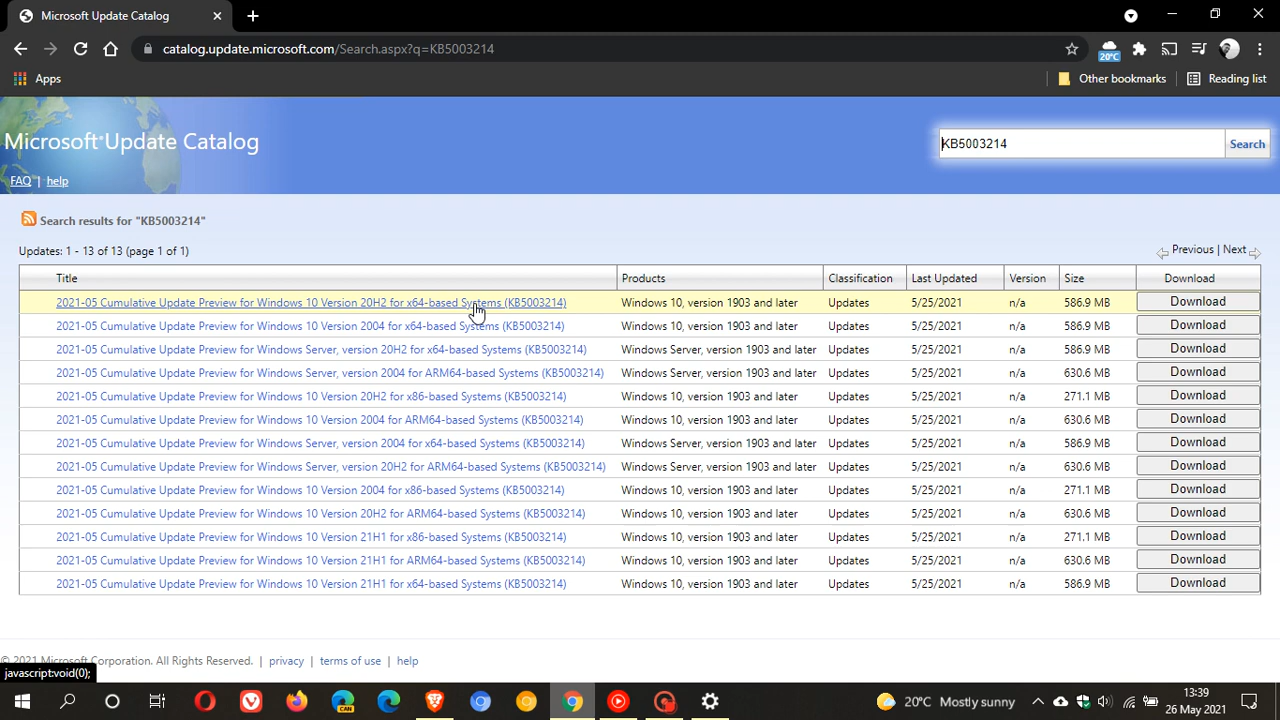 Microsoft Update Catalog
catalog.update.microsoft.com/Search.aspx?q=KB5003214
20°C
Apps
Other bookmarks
Reading list
Microsoft Update Catalog
KB5003214
Search
FAQ | help
Search results for "KB5003214"
Updates: 1 - 13 of 13 (page 1 of 1)
Previous | Next
Title Products Classification Last Updated Version Size Download
2021-05 Cumulative Update Preview for Windows 10 Version 20H2 for x64-based Systems (KB5003214) Windows 10, version 1903 and later Updates 5/25/2021 n/a 586.9 MB Download
2021-05 Cumulative Update Preview for Windows 10 Version 2004 for x64-based Systems (KB5003214) Windows 10, version 1903 and later Updates 5/25/2021 n/a 586.9 MB Download
2021-05 Cumulative Update Preview for Windows Server, version 20H2 for x64-based Systems (KB5003214) Windows Server, version 1903 and later Updates 5/25/2021 n/a 586.9 MB Download
2021-05 Cumulative Update Preview for Windows Server, version 2004 for ARM64-based Systems (KB5003214) Windows Server, version 1903 and later Updates 5/25/2021 n/a 630.6 MB Download
2021-05 Cumulative Update Preview for Windows 10 Version 20H2 for x86-based Systems (KB5003214) Windows 10, version 1903 and later Updates 5/25/2021 n/a 271.1 MB Download
2021-05 Cumulative Update Preview for Windows 10 Version 2004 for ARM64-based Systems (KB5003214) Windows 10, version 1903 and later Updates 5/25/2021 n/a 630.6 MB Download
2021-05 Cumulative Update Preview for Windows Server, version 2004 for x64-based Systems (KB5003214) Windows Server, version 1903 and later Updates 5/25/2021 n/a 586.9 MB Download
2021-05 Cumulative Update Preview for Windows Server, version 20H2 for ARM64-based Systems (KB5003214) Windows Server, version 1903 and later Updates 5/25/2021 n/a 630.6 MB Download
2021-05 Cumulative Update Preview for Windows 10 Version 2004 for x86-based Systems (KB5003214) Windows 10, version 1903 and later Updates 5/25/2021 n/a 271.1 MB Download
2021-05 Cumulative Update Preview for Windows 10 Version 20H2 for ARM64-based Systems (KB5003214) Windows 10, version 1903 and later Updates 5/25/2021 n/a 630.6 MB Download
2021-05 Cumulative Update Preview for Windows 10 Version 21H1 for x86-based Systems (KB5003214) Windows 10, version 1903 and later Updates 5/25/2021 n/a 271.1 MB Download
2021-05 Cumulative Update Preview for Windows 10 Version 21H1 for ARM64-based Systems (KB5003214) Windows 10, version 1903 and later Updates 5/25/2021 n/a 630.6 MB Download
2021-05 Cumulative Update Preview for Windows 10 Version 21H1 for x64-based Systems (KB5003214) Windows 10, version 1903 and later Updates 5/25/2021 n/a 586.9 MB Download
© 2021 Microsoft Corporation. All Rights Reserved. | privacy | terms of use | help
javascript:void(0);
CAN
20°C Mostly sunny
13:39
26 May 2021